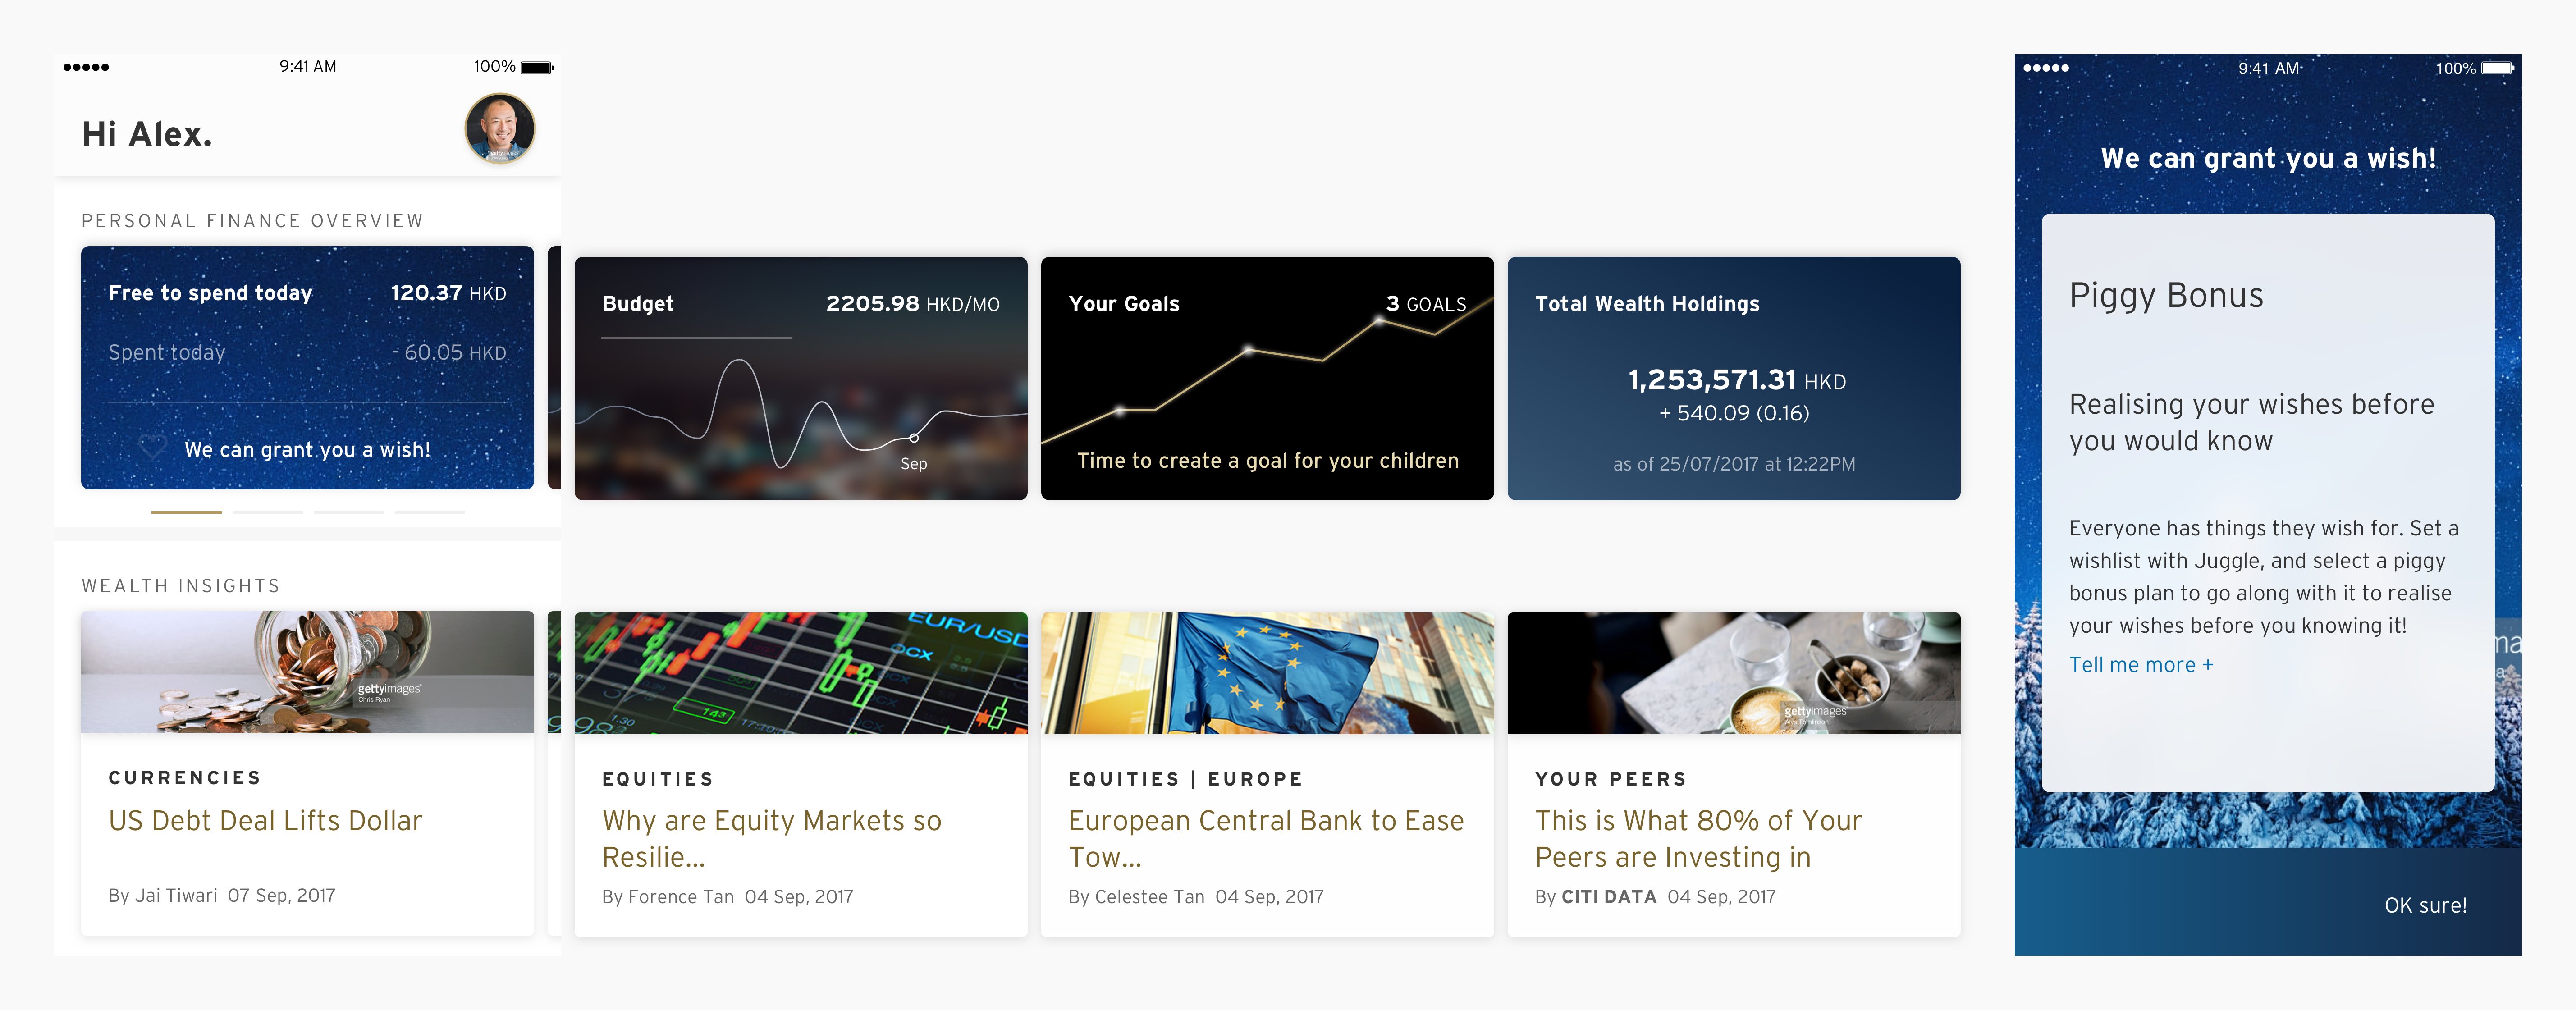 9:41 AM
100%
Hi Alex.
PERSONAL FINANCE OVERVIEW
Free to spend today 120.37 HKD
Spent today - 60.05 HKD
We can grant you a wish!
Budget 2205.98 HKD/MO
Sep
Your Goals 3 GOALS
Time to create a goal for your children
Total Wealth Holdings
1,253,571.31 HKD
+ 540.09 (0.16)
as of 25/07/2017 at 12:22PM
WEALTH INSIGHTS
gettyimages
Chris Ryan
CURRENCIES
US Debt Deal Lifts Dollar
By Jai Tiwari 07 Sep, 2017
EUR/USD
OCX
OCX
143
1.30
EQUITIES
Why are Equity Markets so
Resilie...
By Forence Tan 04 Sep, 2017
EQUITIES | EUROPE
European Central Bank to Ease
Tow...
By Celestee Tan 04 Sep, 2017
gettyimages
YOUR PEERS
This is What 80% of Your
Peers are Investing in
By CITI DATA 04 Sep, 2017
9:41 AM
100%
We can grant you a wish!
Piggy Bonus
Realising your wishes before
you would know
Everyone has things they wish for. Set a
wishlist with Juggle, and select a piggy
bonus plan to go along with it to realise
your wishes before you knowing it!
Tell me more +
OK sure!